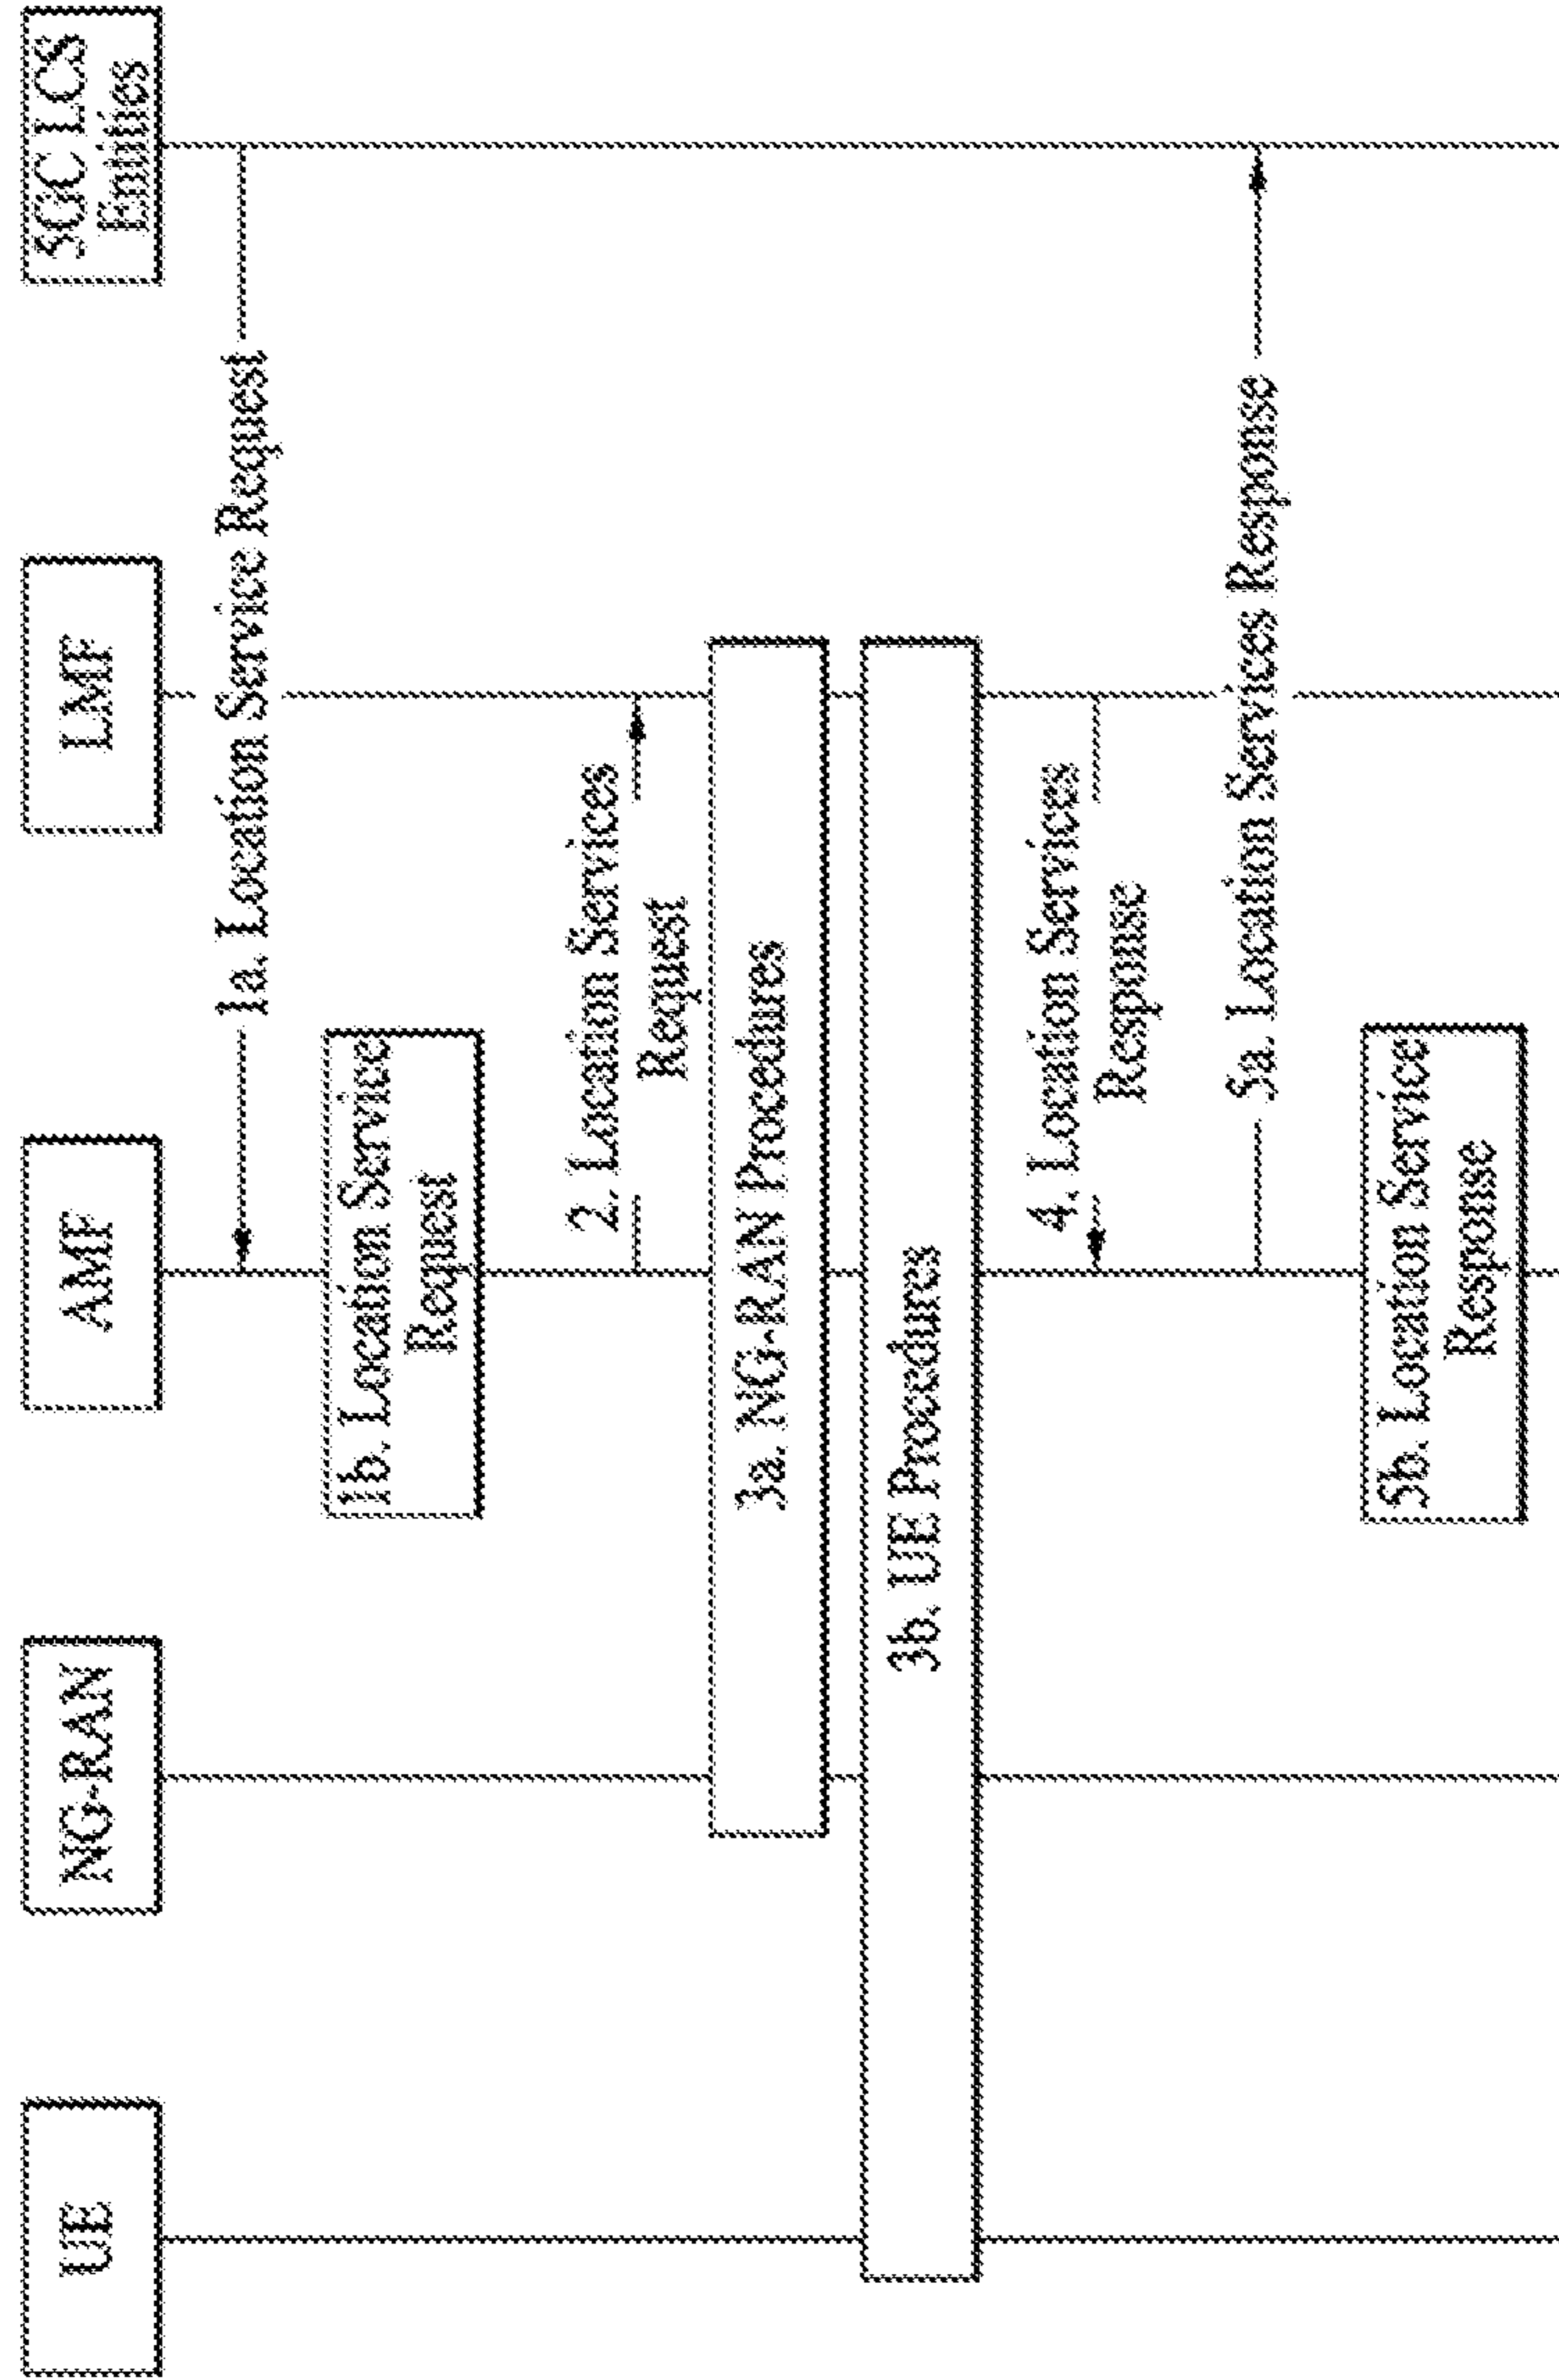 UE
NG-RAN
AMF
LMF
5GC LCS
Entities
1a. Location Service Request
1b. Location Service
Request
2. Location Services
Request
3a. NG-RAN Procedures
3b. UE Procedures
4. Location Services
Response
5a. Location Services Response
5b. Location Service
Response